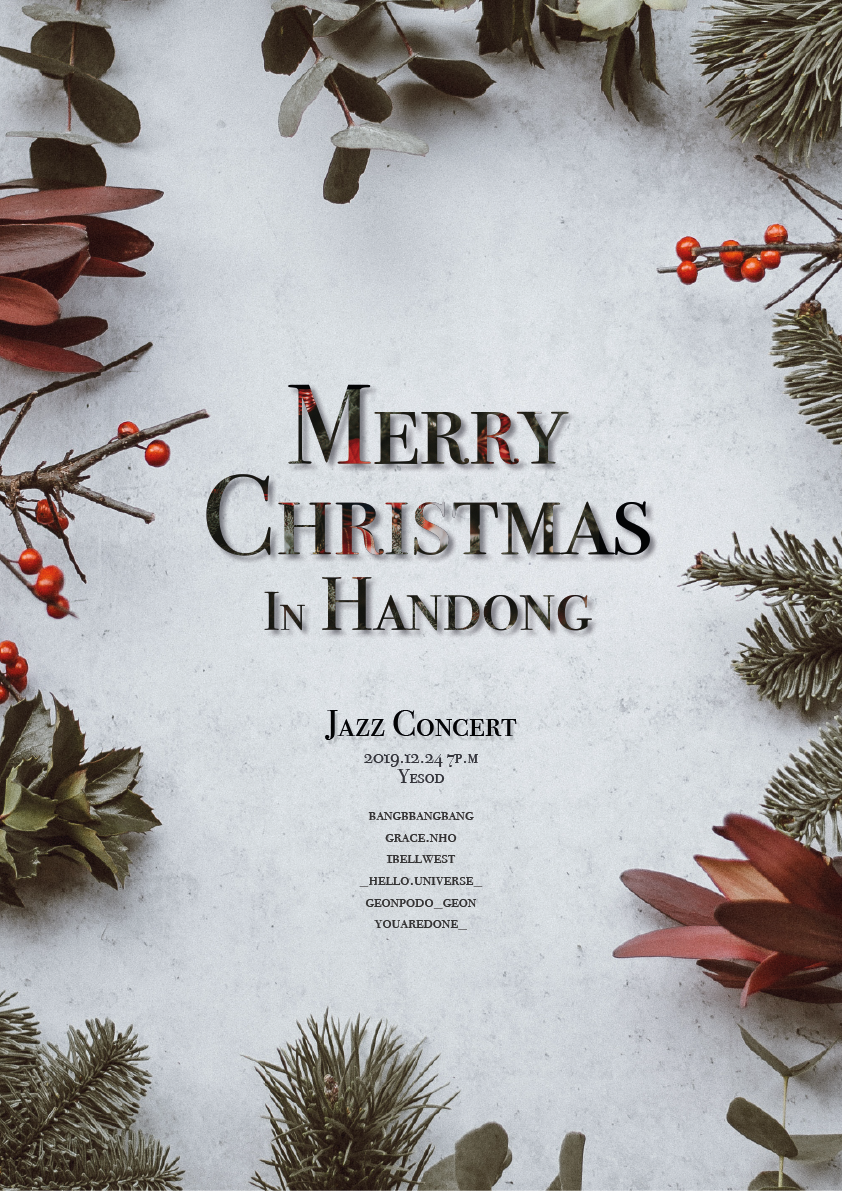 Merry
Christmas
In Handong
Jazz Concert
2019.12.24 7p.m
Yesod
bangbbangbang
grace.nho
ibellwest
_hello.universe_
geonpodo_geon
youaredone_